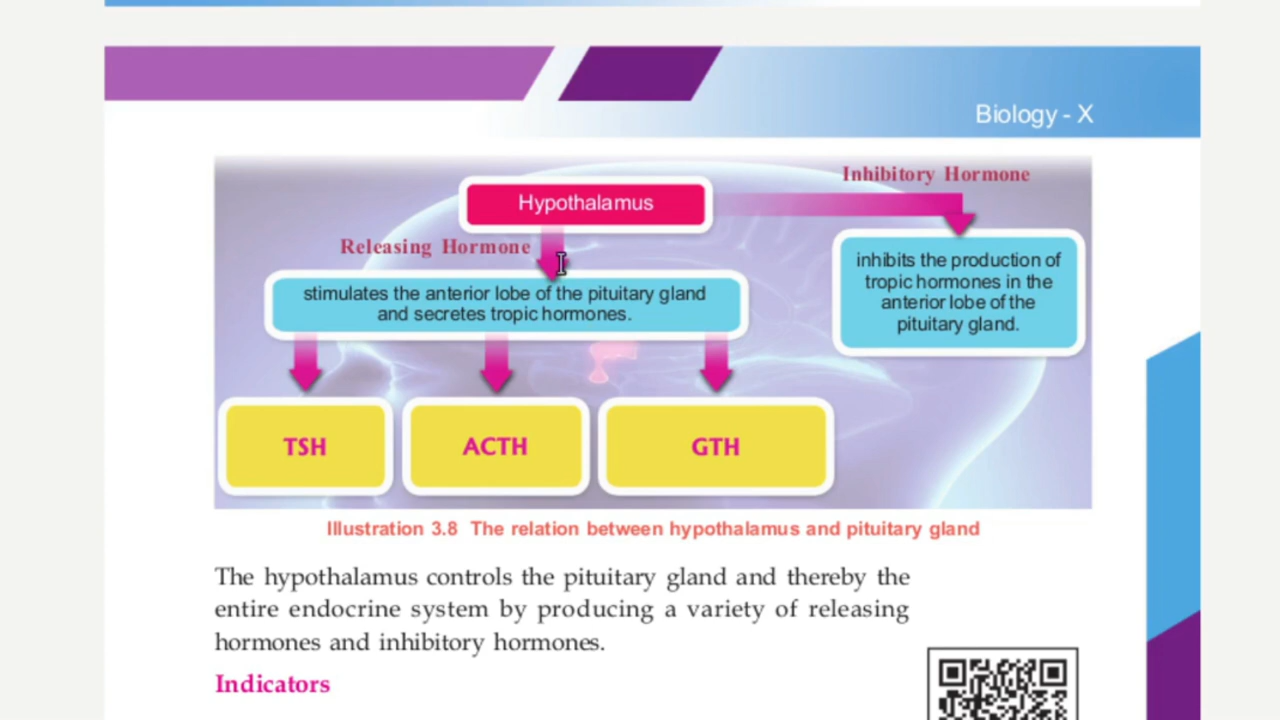 Biology - X
Inhibitory Hormone
Hypothalamus
Releasing Hormone
inhibits the production of
tropic hormones in the
anterior lobe of the
pituitary gland.
stimulates the anterior lobe of the pituitary gland
and secretes tropic hormones.
TSH
ACTH
GTH
Illustration 3.8 The relation between hypothalamus and pituitary gland
The hypothalamus controls the pituitary gland and thereby the
entire endocrine system by producing a variety of releasing
hormones and inhibitory hormones.
Indicators